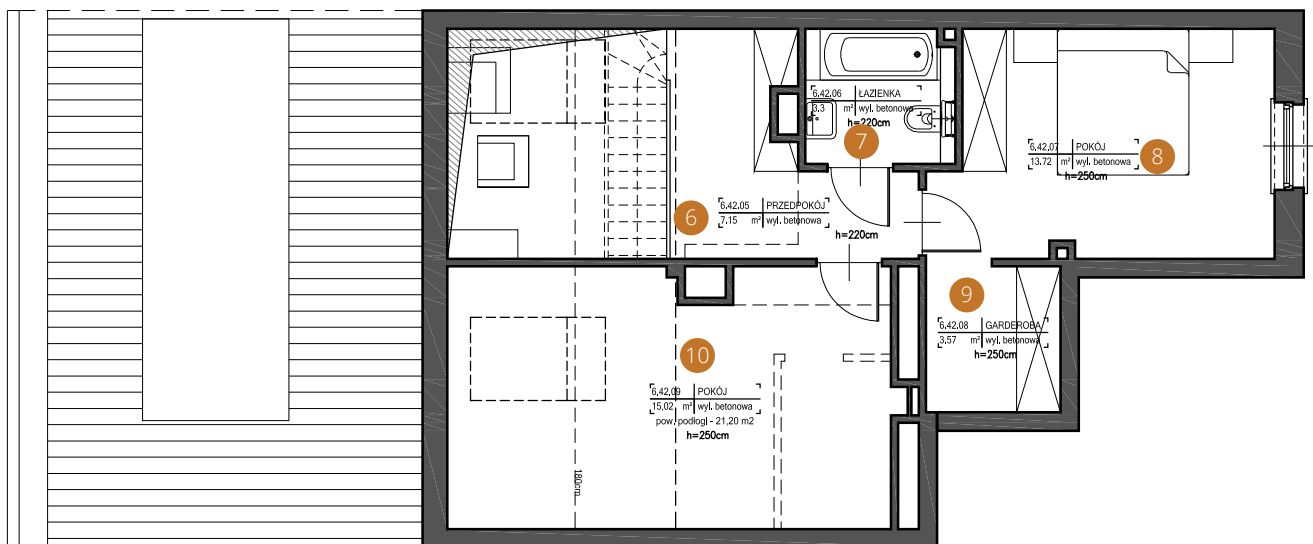 6.42.06 ŁAZIENKA
3.3 m² wyl. betonowa
h=220cm
7
6,42,07 POKÓJ
13.72 m² wyl. betonowa
h=250cm
8
6
6.42.05 PRZEDPOKÓJ
7.15 m² wyl. betonowa
h=220cm
9
6.42.08 GARDEROBA
3.57 m² wyl. betonowa
h=250cm
10
6,42,09 POKÓJ
15,02 m² wyl. betonowa
pow. podłogi - 21,20 m2
h=250cm
180cm